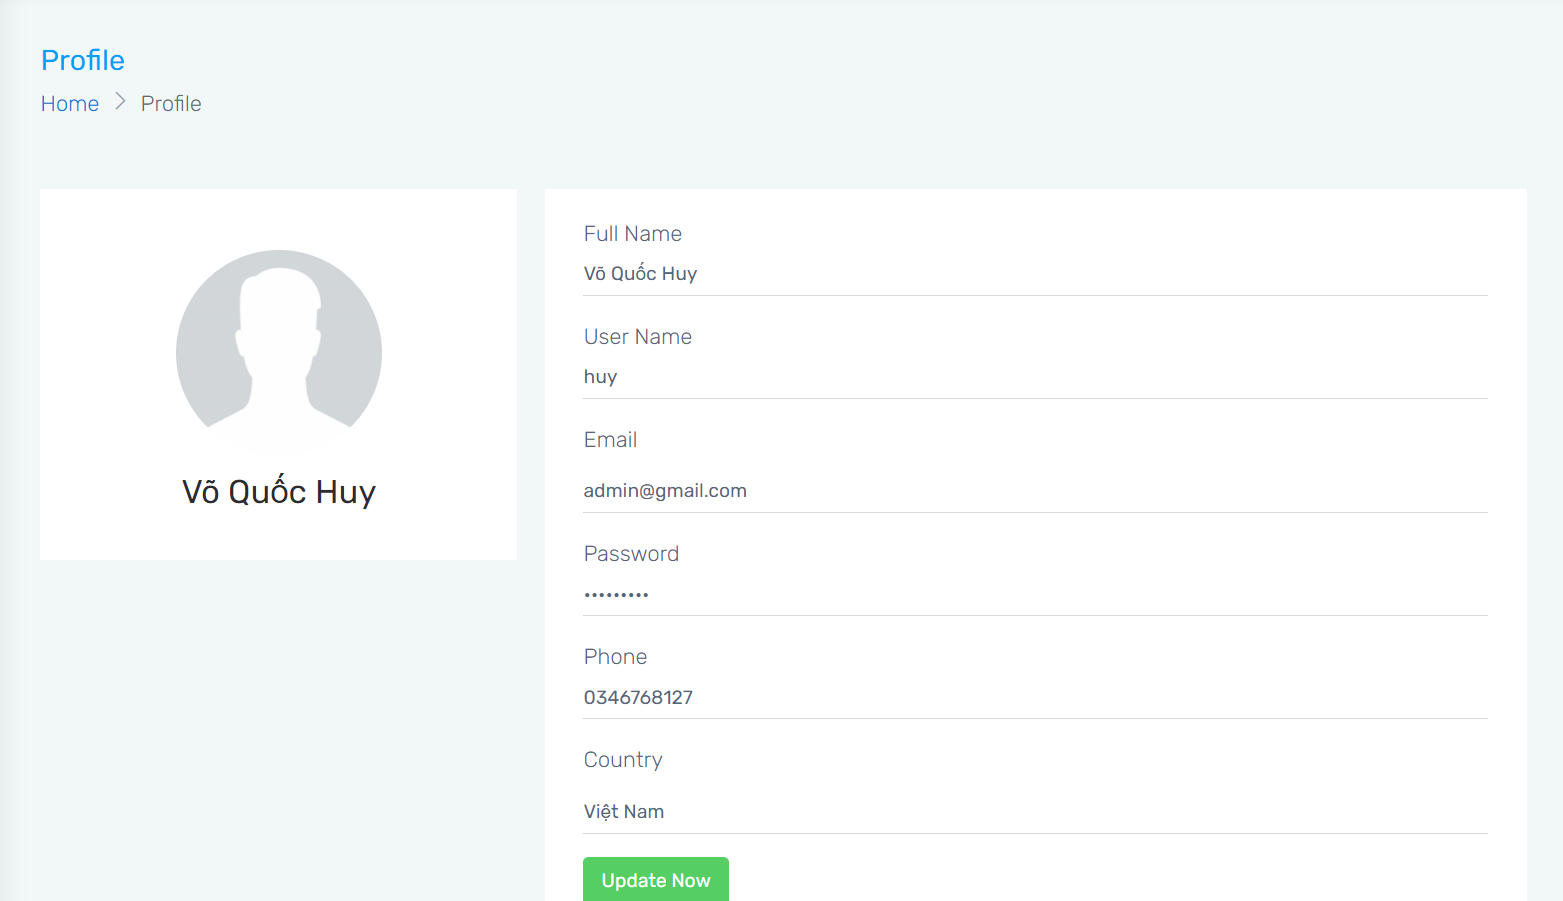 Profile
Home > Profile
Võ Quốc Huy
Full Name
Võ Quốc Huy
User Name
huy
Email
admin@gmail.com
Password
•••••••••
Phone
0346768127
Country
Việt Nam
Update Now